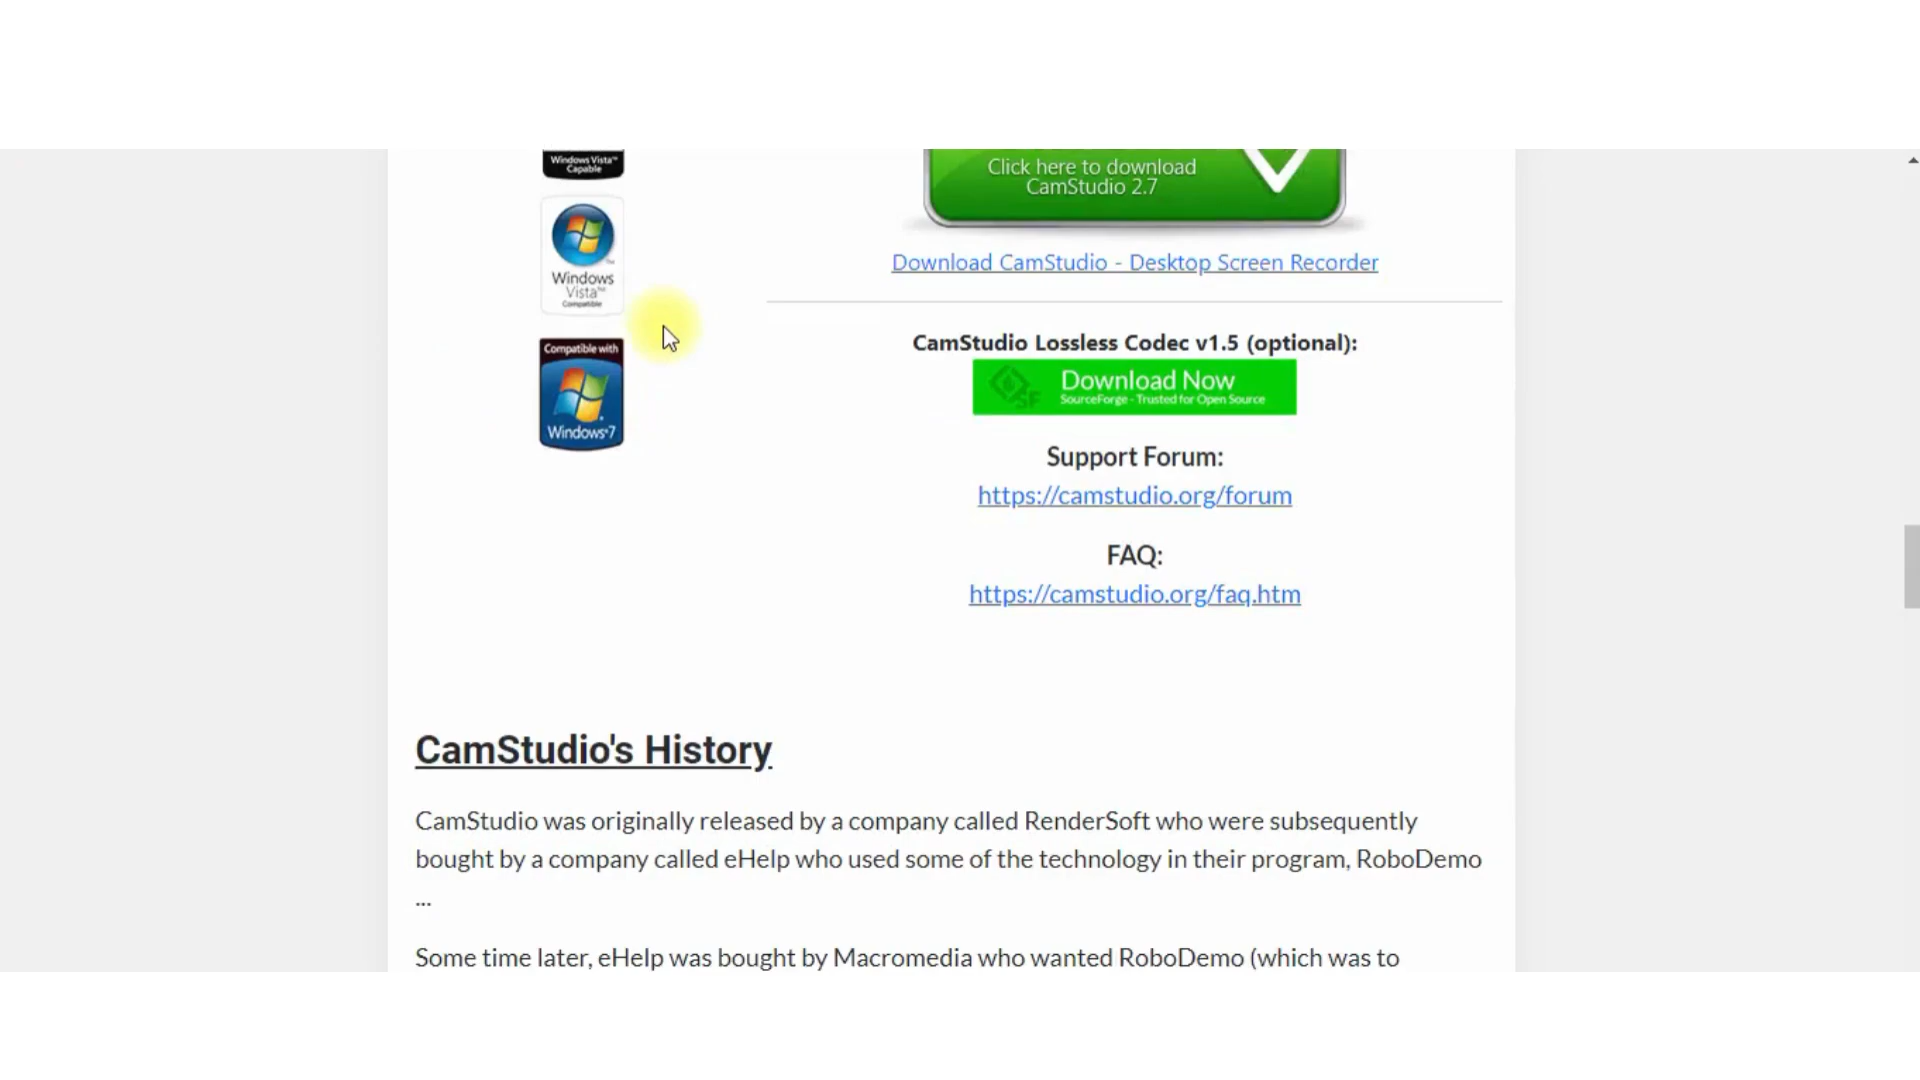 Windows Vista™
Capable
Windows
Vista™
Compatible
Compatible with
Windows 7
Click here to download
CamStudio 2.7
Download CamStudio - Desktop Screen Recorder
CamStudio Lossless Codec v1.5 (optional):
SF
Download Now
SourceForge - Trusted for Open Source
Support Forum:
https://camstudio.org/forum
FAQ:
https://camstudio.org/faq.htm
CamStudio's History
CamStudio was originally released by a company called RenderSoft who were subsequently
bought by a company called eHelp who used some of the technology in their program, RoboDemo
...
Some time later, eHelp was bought by Macromedia who wanted RoboDemo (which was to